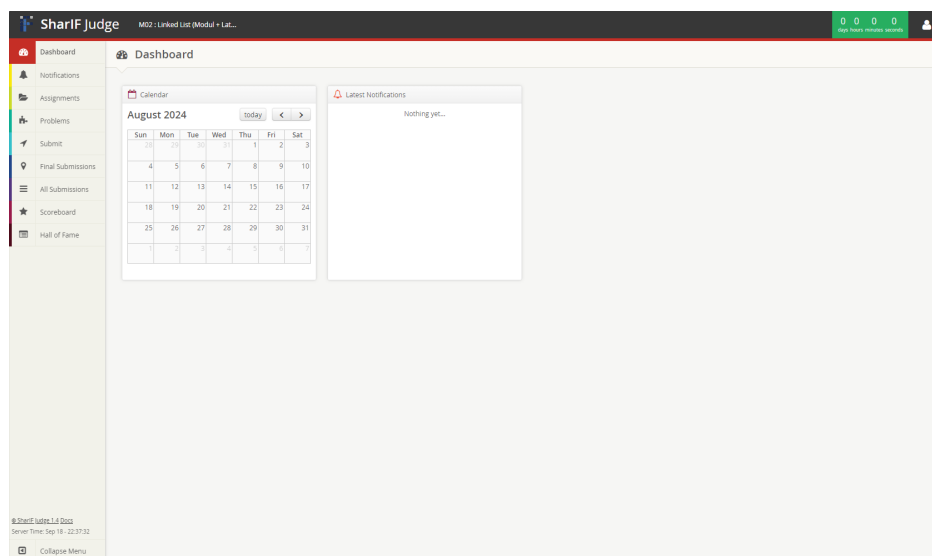 SharIF Judge
M02 : Linked List (Modul + Lat...
0 0 0 0
days hours minutes seconds
Dashboard
Notifications
Assignments
Problems
Submit
Final Submissions
All Submissions
Scoreboard
Hall of Fame
Dashboard
Calendar
August 2024
today
Sun Mon Tue Wed Thu Fri Sat
28 29 30 31 1 2 3
4 5 6 7 8 9 10
11 12 13 14 15 16 17
18 19 20 21 22 23 24
25 26 27 28 29 30 31
1 2 3 4 5 6 7
Latest Notifications
Nothing yet...
© SharIF Judge 1.4 Docs
Server Time: Sep 18 - 22:37:32
Collapse Menu